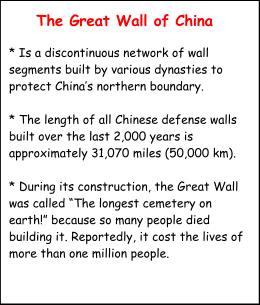 The Great Wall of China
* Is a discontinuous network of wall
segments built by various dynasties to
protect China's northern boundary.
* The length of all Chinese defense walls
built over the last 2,000 years is
approximately 31,070 miles (50,000 km).
* During its construction, the Great Wall
was called “The longest cemetery on
earth!” because so many people died
building it. Reportedly, it cost the lives of
more than one million people.